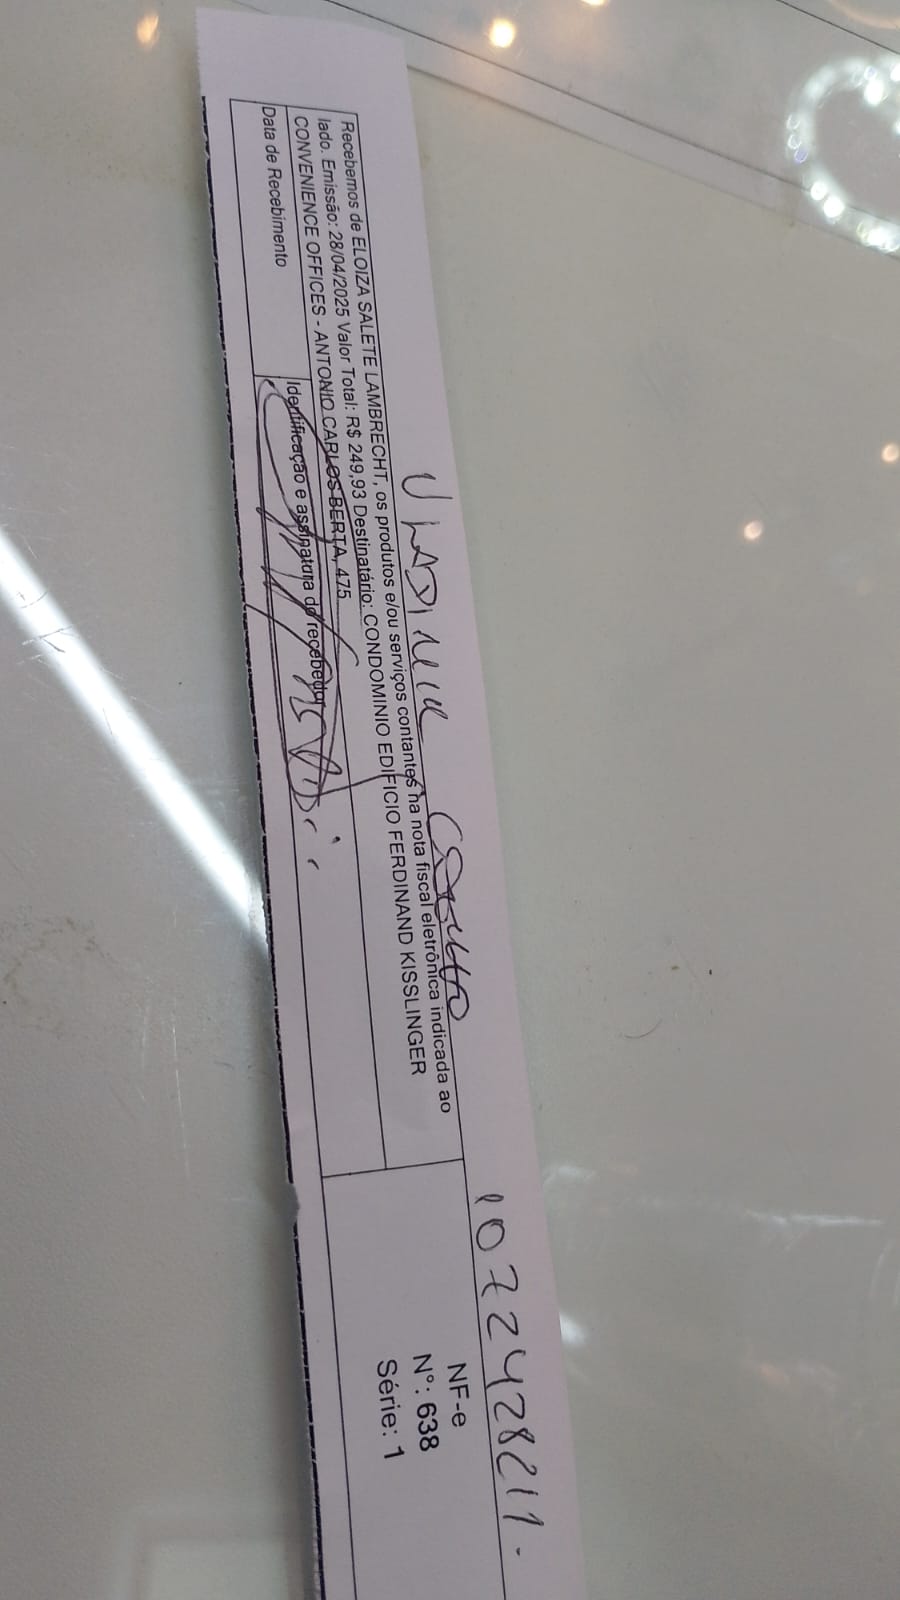 VLADIMIR
1072428211.
Recebemos de ELOIZA SALETE LAMBRECHT, os produtos e/ou serviços contantes na nota fiscal eletrônica indicada ao
lado. Emissão: 28/04/2025 Valor Total: R$ 249,93 Destinatário: CONDOMINIO EDIFICIO FERDINAND KISSLINGER
CONVENIENCE OFFICES - ANTONIO CARLOS BERTA, 475
Data de Recebimento
Identificação e assinatura do recebedor
NF-e
Nº: 638
Série: 1